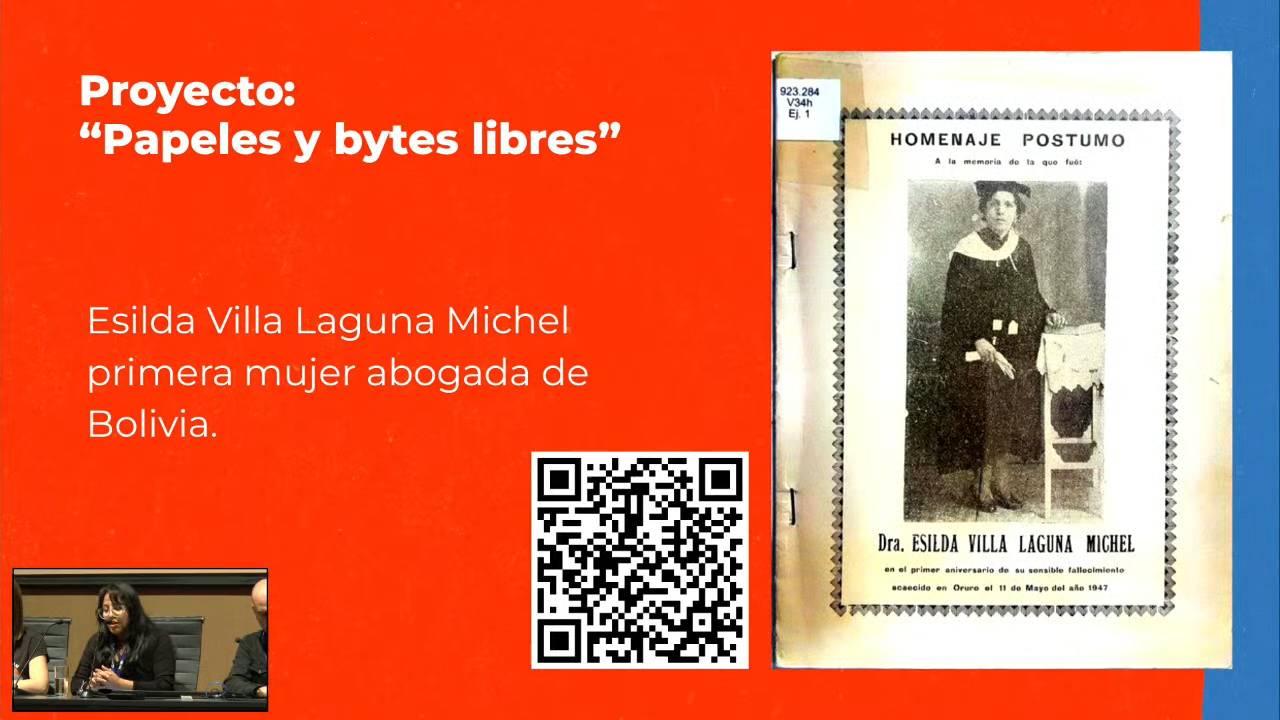 Proyecto:
“Papeles y bytes libres”
Esilda Villa Laguna Michel
primera mujer abogada de
Bolivia.
923.284
V34h
Ej. 1
HOMENAJE POSTUMO
A la memoria de la que fué:
Dra. ESILDA VILLA LAGUNA MICHEL
en el primer aniversario de su sensible fallecimiento
acaecido en Oruro el 11 de Mayo del año 1947